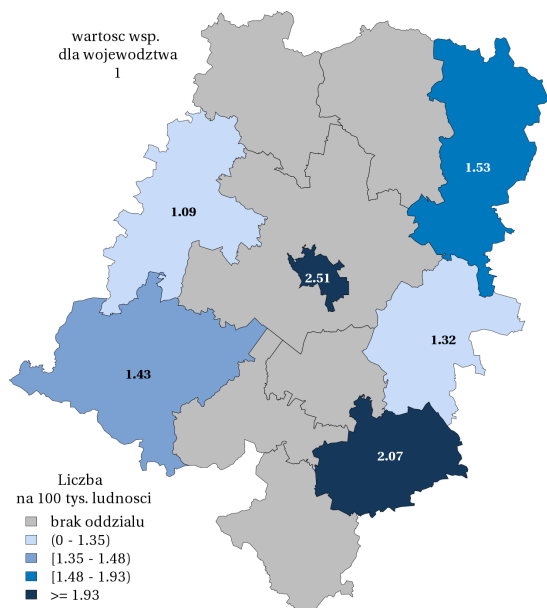 wartosc wsp.
dla wojewodztwa
1
1.53
1.09
2.51
1.32
1.43
2.07
Liczba
na 100 tys. ludnosci
brak oddzialu
(0 - 1.35)
[1.35 - 1.48)
[1.48 - 1.93)
>= 1.93